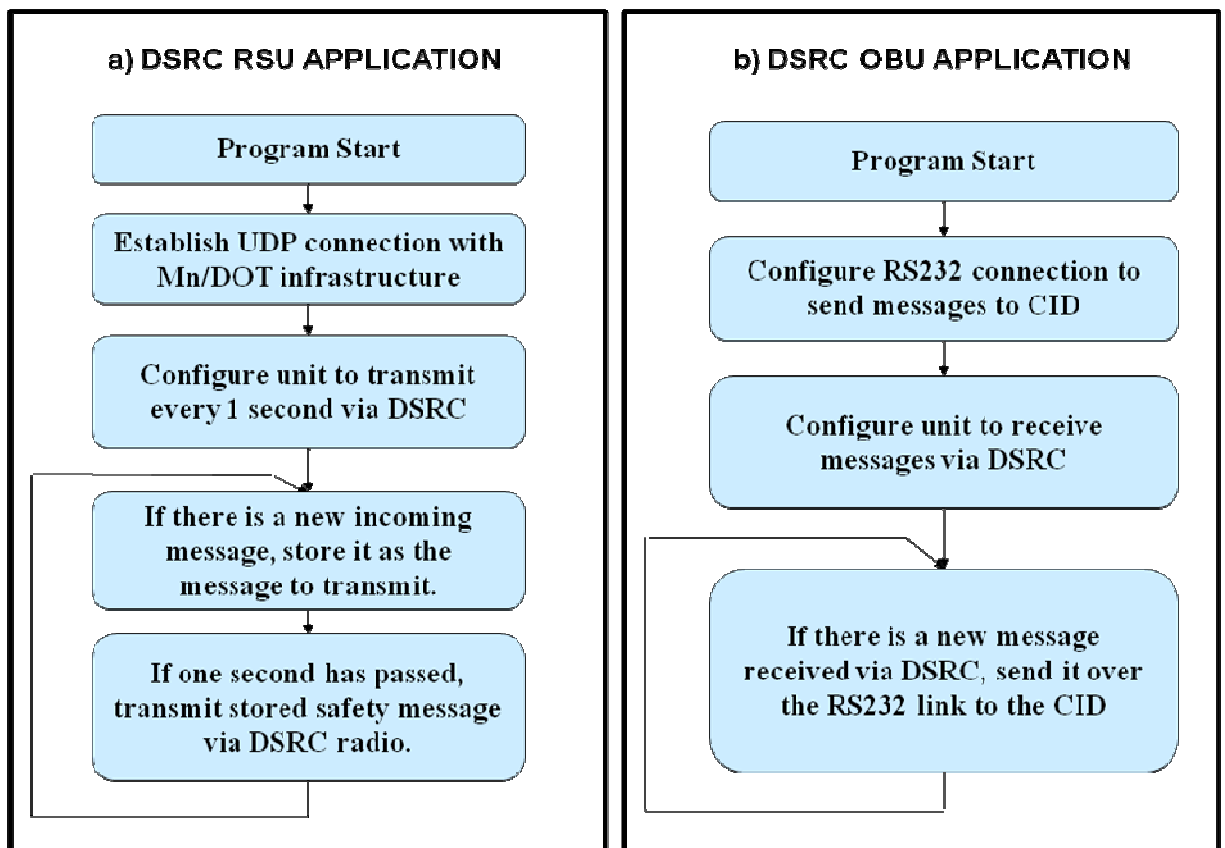 a) DSRC RSU APPLICATION
Program Start
Establish UDP connection with
Mn/DOT infrastructure
Configure unit to transmit
every 1 second via DSRC
If there is a new incoming
message, store it as the
message to transmit.
If one second has passed,
transmit stored safety message
via DSRC radio.
b) DSRC OBU APPLICATION
Program Start
Configure RS232 connection to
send messages to CID
Configure unit to receive
messages via DSRC
If there is a new message
received via DSRC, send it over
the RS232 link to the CID